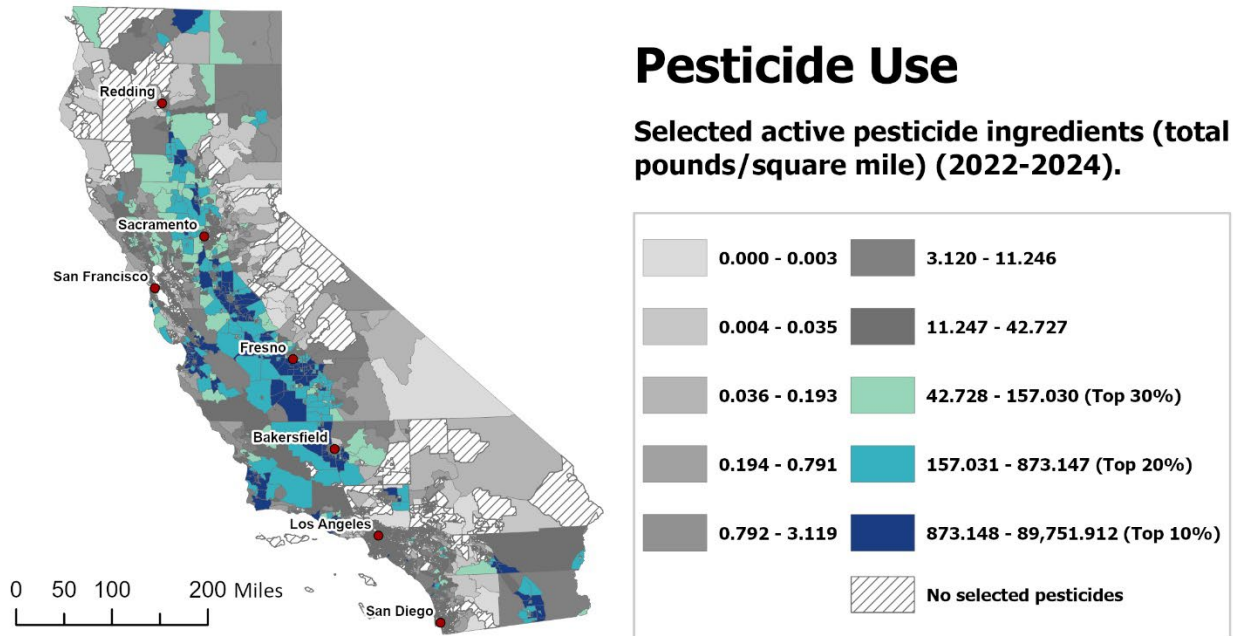 Redding
Sacramento
San Francisco
Fresno
Bakersfield
Los Angeles
San Diego
0 50 100 200 Miles
Pesticide Use
Selected active pesticide ingredients (total
pounds/square mile) (2022-2024).
0.000 - 0.003
3.120 - 11.246
0.004 - 0.035
11.247 - 42.727
0.036 - 0.193
42.728 - 157.030 (Top 30%)
0.194 - 0.791
157.031 - 873.147 (Top 20%)
0.792 - 3.119
873.148 - 89,751.912 (Top 10%)
No selected pesticides